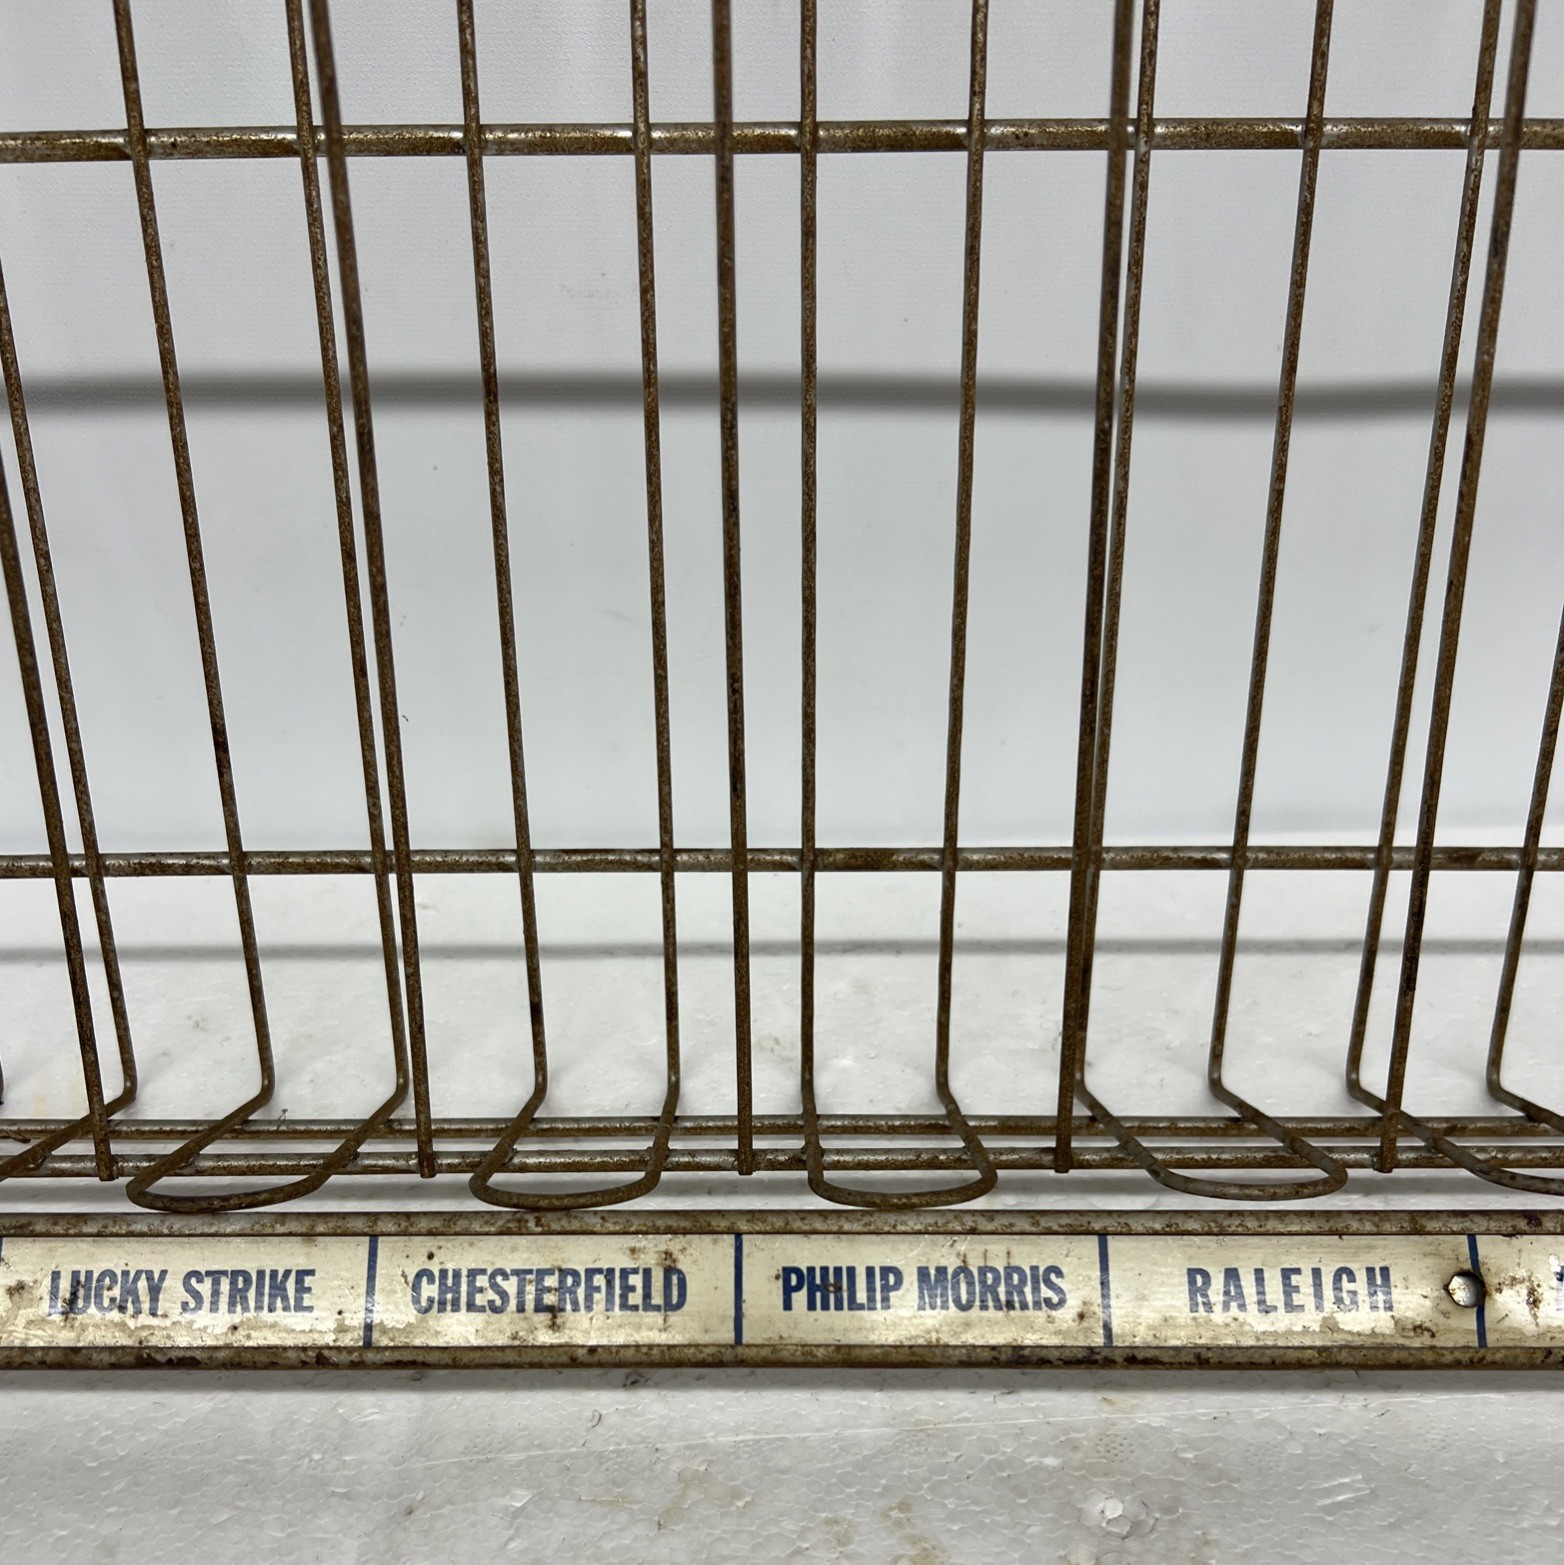 LUCKY STRIKE CHESTERFIELD PHILIP MORRIS RALEIGH